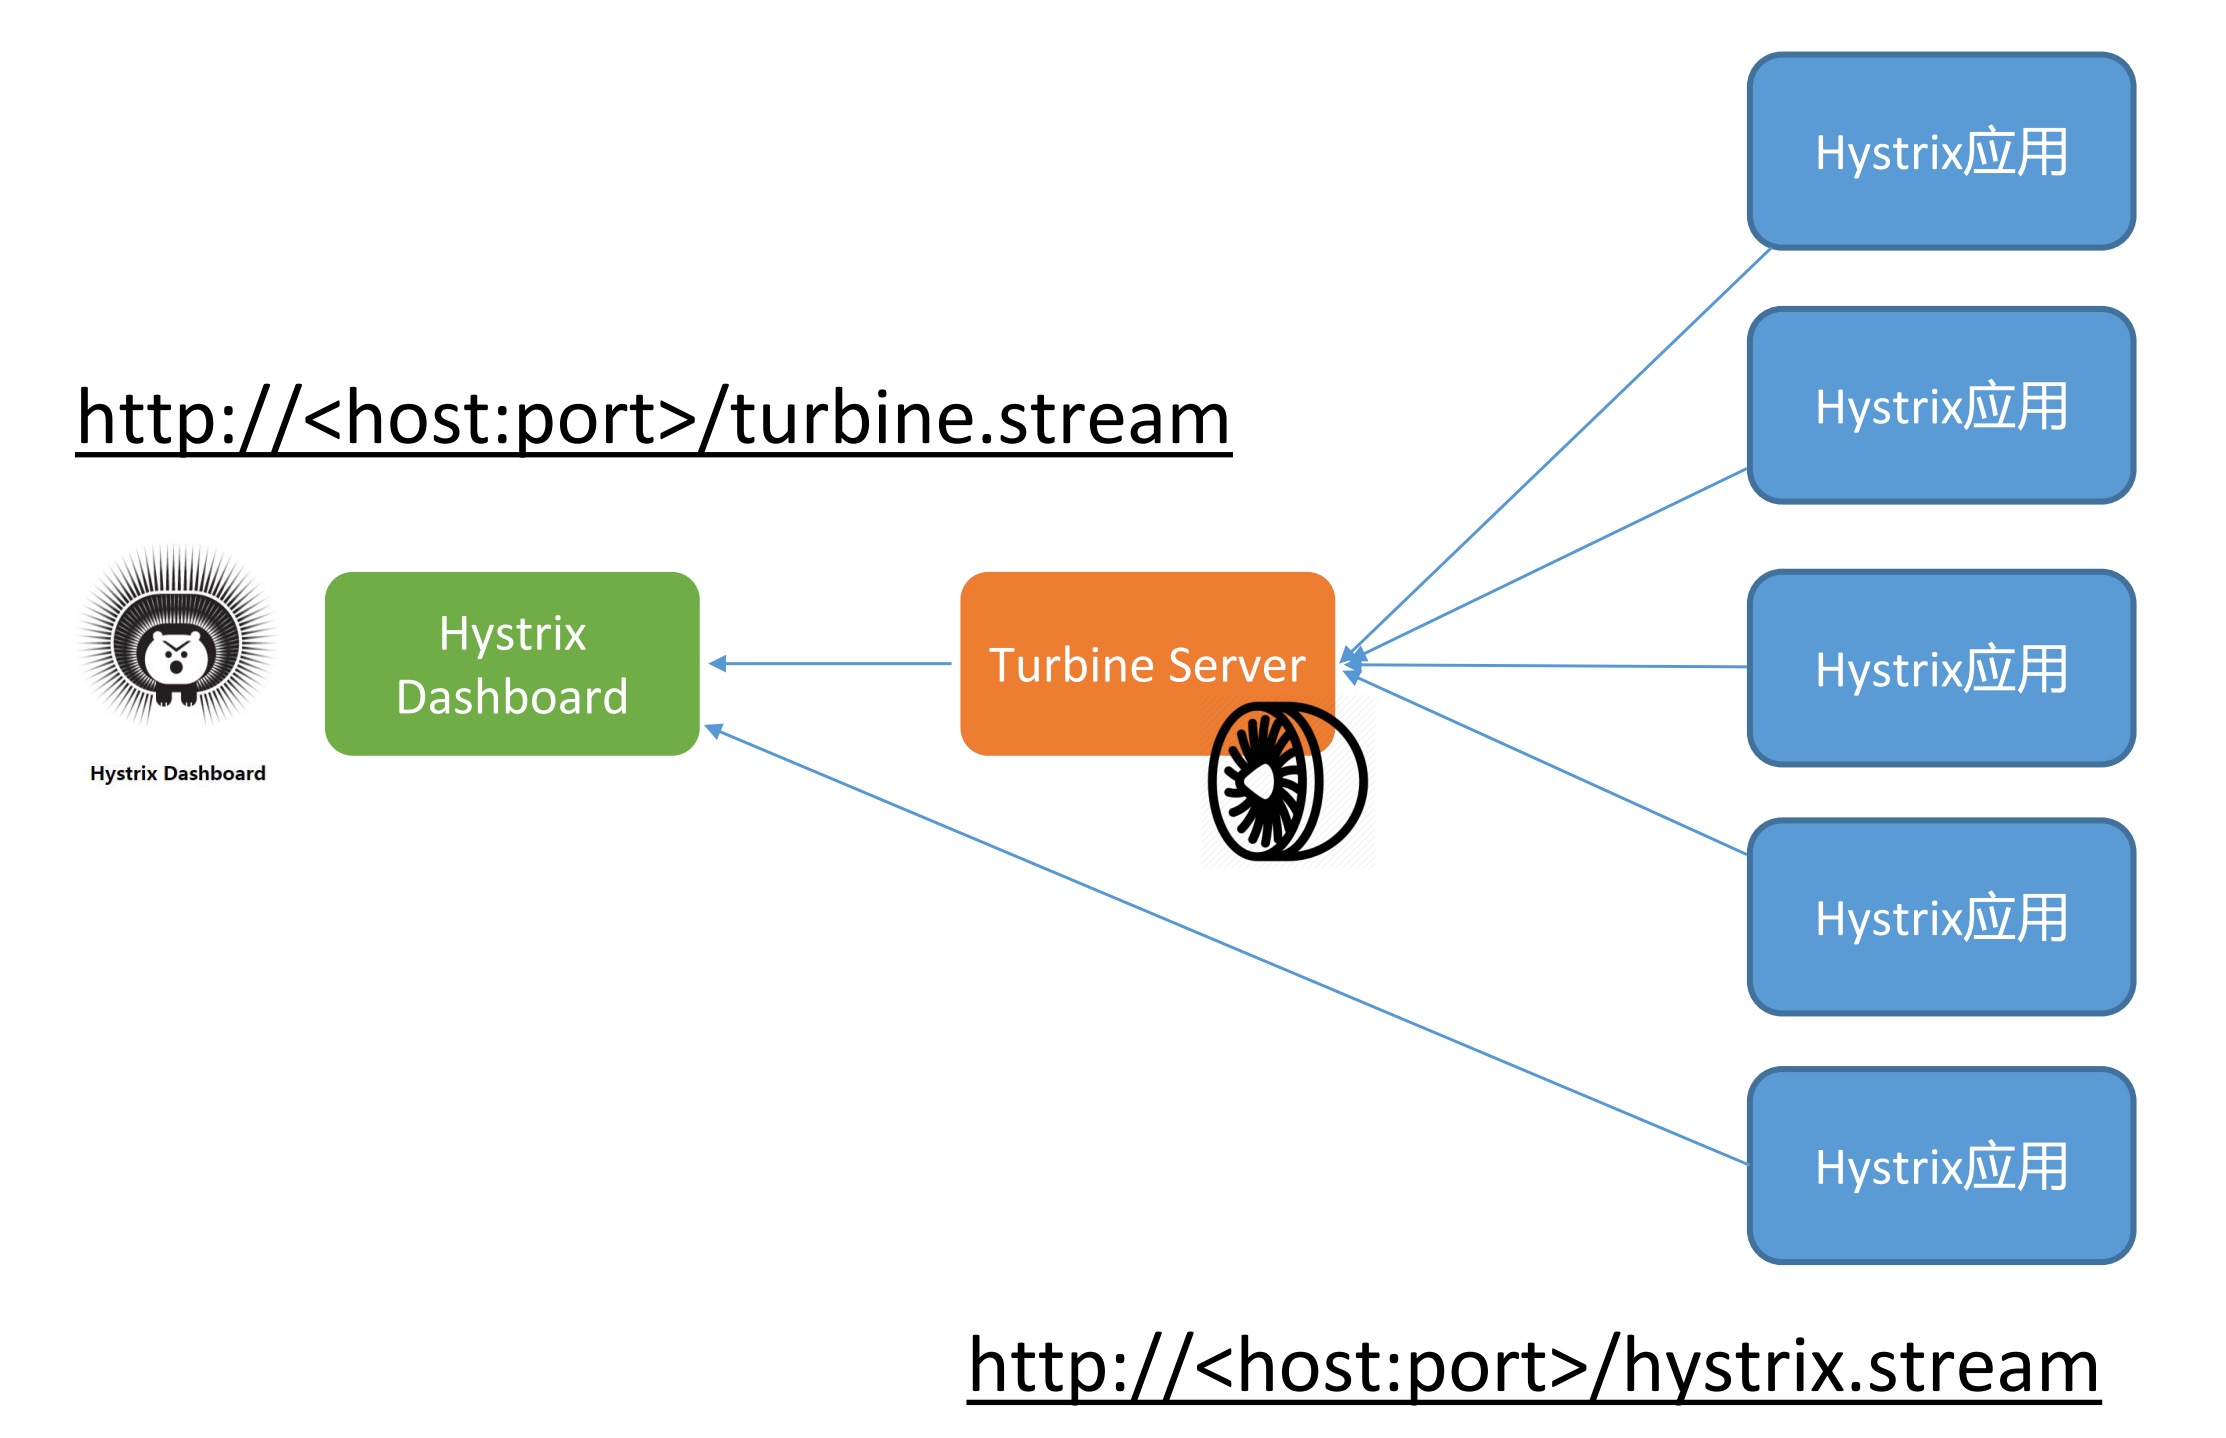 http://<host:port>/turbine.stream
Hystrix Dashboard
Hystrix
Dashboard
Turbine Server
Hystrix应用
Hystrix应用
Hystrix应用
Hystrix应用
Hystrix应用
http://<host:port>/hystrix.stream